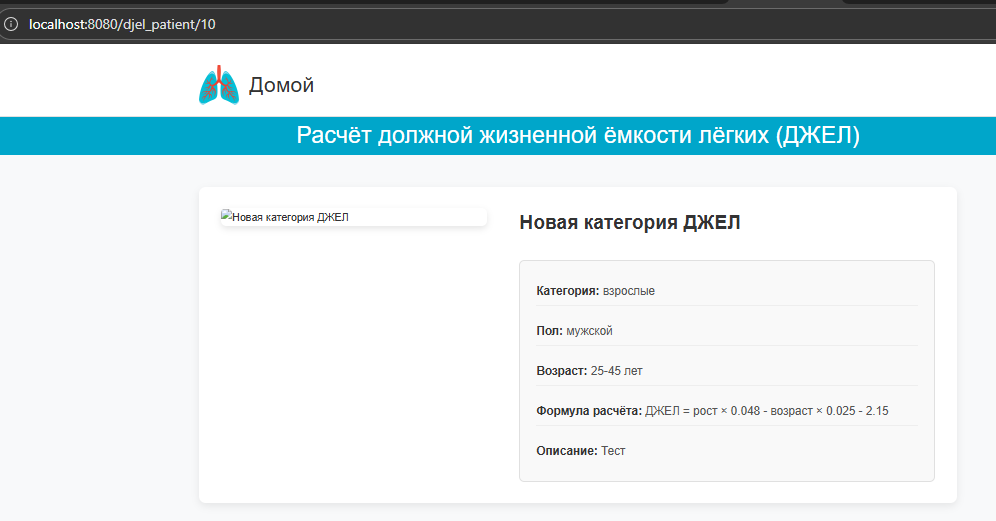 localhost:8080/djel_patient/10
Домой
Расчёт должной жизненной ёмкости лёгких (ДЖЕЛ)
Новая категория ДЖЕЛ
Новая категория ДЖЕЛ
Категория: взрослые
Пол: мужской
Возраст: 25-45 лет
Формула расчёта: ДЖЕЛ = рост × 0.048 - возраст × 0.025 - 2.15
Описание: Тест